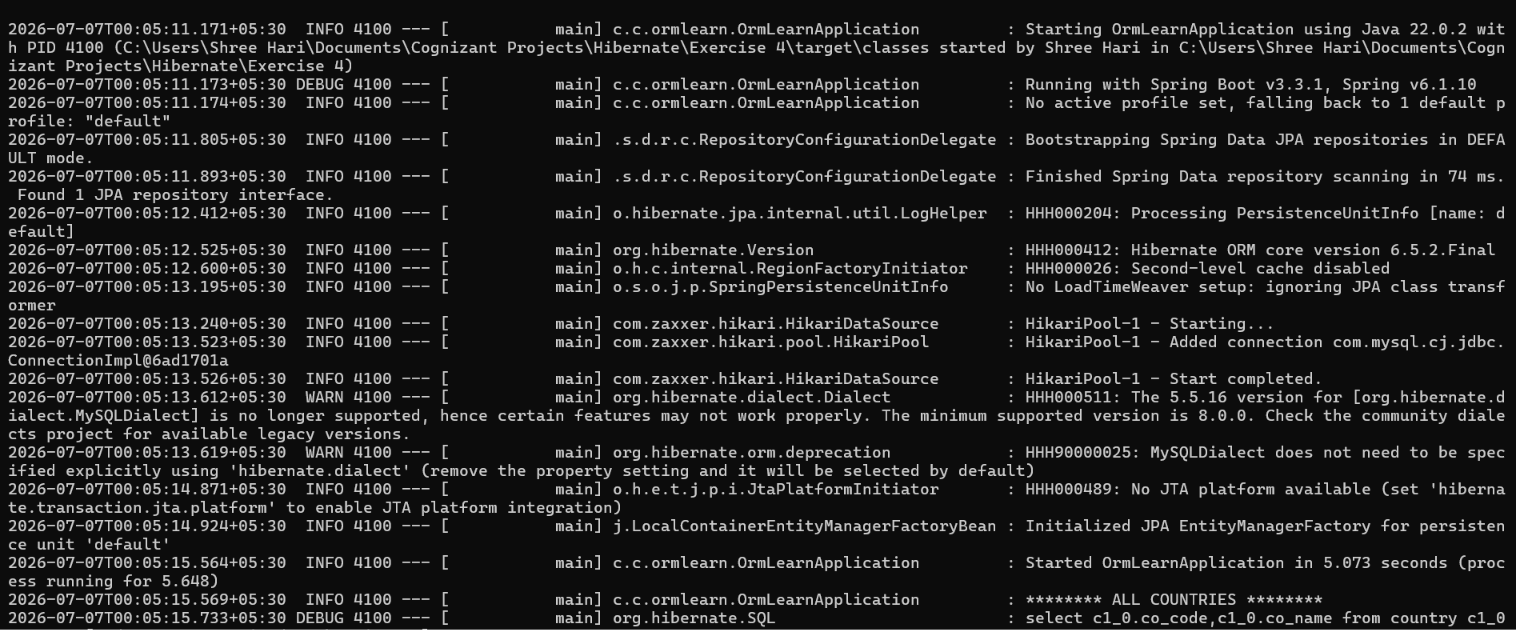 2026-07-07T00:05:11.171+05:30  INFO 4100 --- [           main] c.c.ormlearn.OrmLearnApplication         : Starting OrmLearnApplication using Java 22.0.2 wit
h PID 4100 (C:\Users\Shree Hari\Documents\Cognizant Projects\Hibernate\Exercise 4\target\classes started by Shree Hari in C:\Users\Shree Hari\Documents\Cogn
izant Projects\Hibernate\Exercise 4)
2026-07-07T00:05:11.173+05:30 DEBUG 4100 --- [           main] c.c.ormlearn.OrmLearnApplication         : Running with Spring Boot v3.3.1, Spring v6.1.10
2026-07-07T00:05:11.174+05:30  INFO 4100 --- [           main] c.c.ormlearn.OrmLearnApplication         : No active profile set, falling back to 1 default p
rofile: "default"
2026-07-07T00:05:11.805+05:30  INFO 4100 --- [           main] .s.d.r.c.RepositoryConfigurationDelegate : Bootstrapping Spring Data JPA repositories in DEFA
ULT mode.
2026-07-07T00:05:11.893+05:30  INFO 4100 --- [           main] .s.d.r.c.RepositoryConfigurationDelegate : Finished Spring Data repository scanning in 74 ms.
 Found 1 JPA repository interface.
2026-07-07T00:05:12.412+05:30  INFO 4100 --- [           main] o.hibernate.jpa.internal.util.LogHelper  : HHH000204: Processing PersistenceUnitInfo [name: d
efault]
2026-07-07T00:05:12.525+05:30  INFO 4100 --- [           main] org.hibernate.Version                    : HHH000412: Hibernate ORM core version 6.5.2.Final
2026-07-07T00:05:12.600+05:30  INFO 4100 --- [           main] o.h.c.internal.RegionFactoryInitiator    : HHH000026: Second-level cache disabled
2026-07-07T00:05:13.195+05:30  INFO 4100 --- [           main] o.s.o.j.p.SpringPersistenceUnitInfo      : No LoadTimeWeaver setup: ignoring JPA class transf
ormer
2026-07-07T00:05:13.240+05:30  INFO 4100 --- [           main] com.zaxxer.hikari.HikariDataSource       : HikariPool-1 - Starting...
2026-07-07T00:05:13.523+05:30  INFO 4100 --- [           main] com.zaxxer.hikari.pool.HikariPool        : HikariPool-1 - Added connection com.mysql.cj.jdbc.
ConnectionImpl@6ad1701a
2026-07-07T00:05:13.526+05:30  INFO 4100 --- [           main] com.zaxxer.hikari.HikariDataSource       : HikariPool-1 - Start completed.
2026-07-07T00:05:13.612+05:30  WARN 4100 --- [           main] org.hibernate.dialect.Dialect            : HHH000511: The 5.5.16 version for [org.hibernate.d
ialect.MySQLDialect] is no longer supported, hence certain features may not work properly. The minimum supported version is 8.0.0. Check the community diale
cts project for available legacy versions.
2026-07-07T00:05:13.619+05:30  WARN 4100 --- [           main] org.hibernate.orm.deprecation            : HHH90000025: MySQLDialect does not need to be spec
ified explicitly using 'hibernate.dialect' (remove the property setting and it will be selected by default)
2026-07-07T00:05:14.871+05:30  INFO 4100 --- [           main] o.h.e.t.j.p.i.JtaPlatformInitiator       : HHH000489: No JTA platform available (set 'hiberna
te.transaction.jta.platform' to enable JTA platform integration)
2026-07-07T00:05:14.924+05:30  INFO 4100 --- [           main] j.LocalContainerEntityManagerFactoryBean : Initialized JPA EntityManagerFactory for persisten
ce unit 'default'
2026-07-07T00:05:15.564+05:30  INFO 4100 --- [           main] c.c.ormlearn.OrmLearnApplication         : Started OrmLearnApplication in 5.073 seconds (proc
ess running for 5.648)
2026-07-07T00:05:15.569+05:30  INFO 4100 --- [           main] c.c.ormlearn.OrmLearnApplication         : ******** ALL COUNTRIES ********
2026-07-07T00:05:15.733+05:30 DEBUG 4100 --- [           main] org.hibernate.SQL                        : select c1_0.co_code,c1_0.co_name from country c1_0